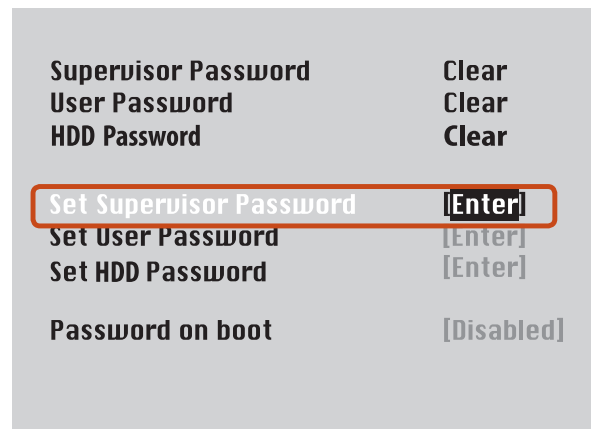 Supervisor Password Clear
User Password Clear
HDD Password Clear
Set Supervisor Password [Enter]
Set User Password [Enter]
Set HDD Password [Enter]
Password on boot [Disabled]